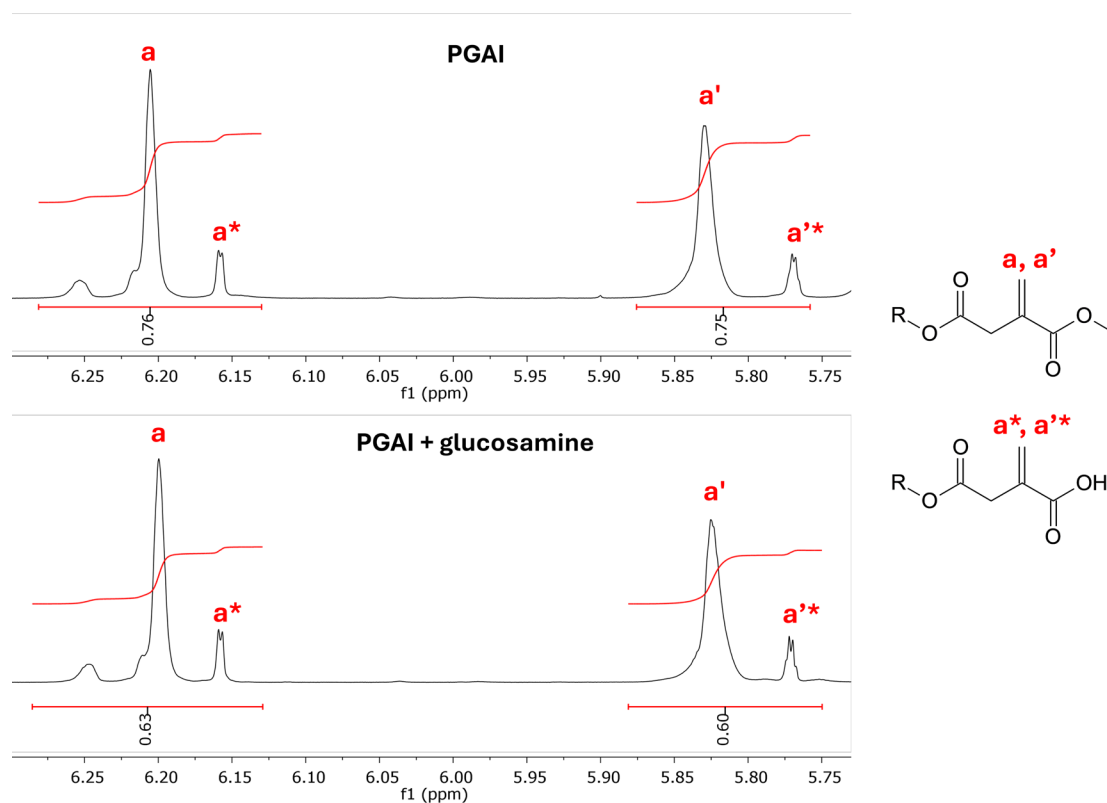 PGAI
a
a*
a'
a’*
0.76
0.75
6.25 6.20 6.15 6.10 6.05 6.00 5.95 5.90 5.85 5.80 5.75
f1 (ppm)
PGAI + glucosamine
a
a*
a'
a’*
0.63
0.60
6.25 6.20 6.15 6.10 6.05 6.00 5.95 5.90 5.85 5.80 5.75
f1 (ppm)
a, a’
O
R
O
O
O
a*, a’*
O
R
O
OH
O